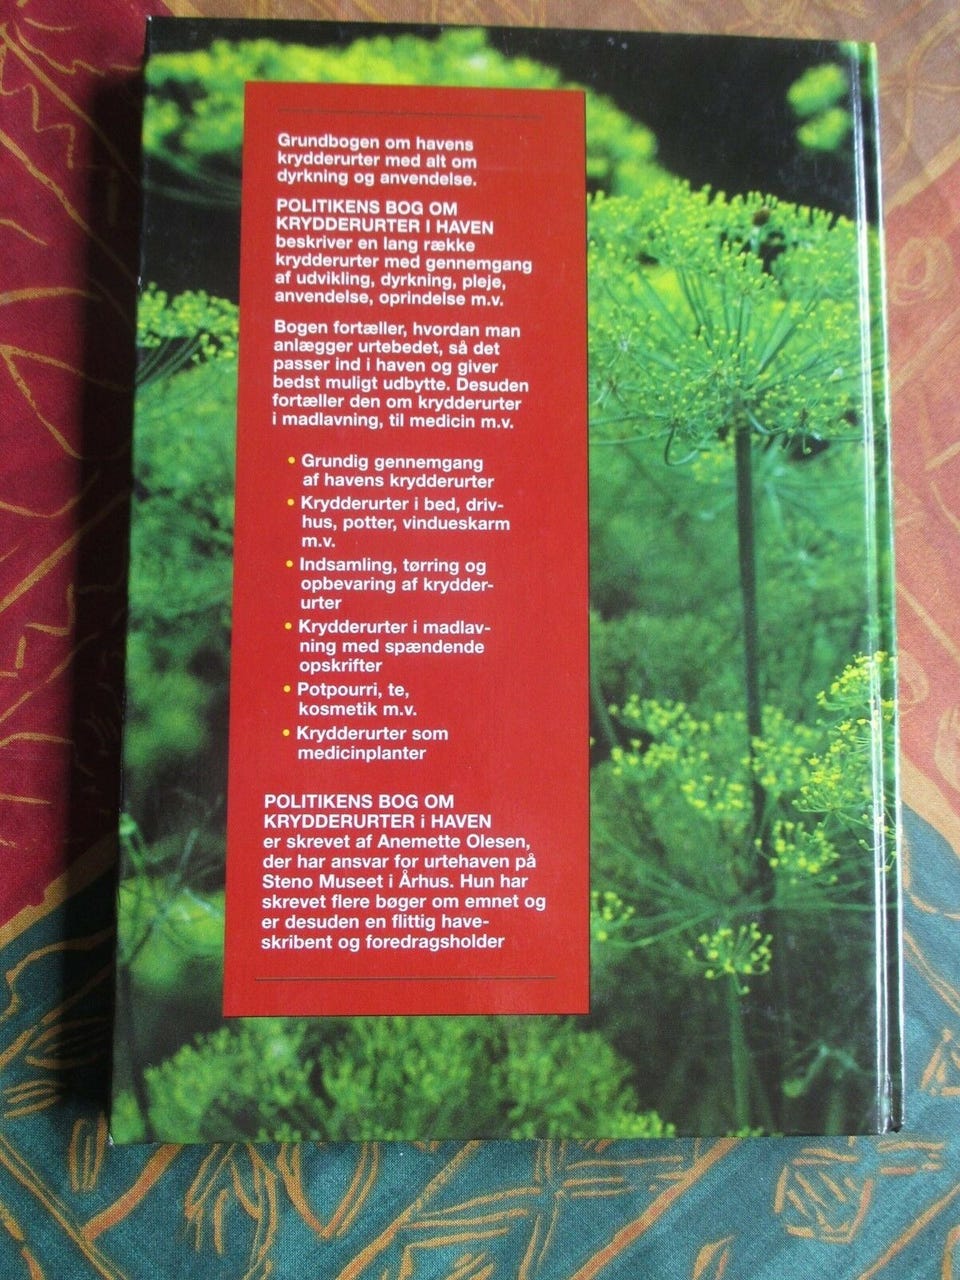 Grundbogen om havens
krydderurter med alt om
dyrkning og anvendelse.
POLITIKENS BOG OM
KRYDDERURTER I HAVEN
beskriver en lang række
krydderurter med gennemgang
af udvikling, dyrkning, pleje,
anvendelse, oprindelse m.v.
Bogen fortæller, hvordan man
anlægger urtebedet, så det
passer ind i haven og giver
bedst muligt udbytte. Desuden
fortæller den om krydderurter
i madlavning, til medicin m.v.
• Grundig gennemgang
af havens krydderurter
• Krydderurter i bed, driv-
hus, potter, vindueskarm
m.v.
• Indsamling, tørring og
opbevaring af krydder-
urter
• Krydderurter i madlav-
ning med spændende
opskrifter
• Potpourri, te,
kosmetik m.v.
• Krydderurter som
medicinplanter
POLITIKENS BOG OM
KRYDDERURTER i HAVEN
er skrevet af Anemette Olesen,
der har ansvar for urtehaven på
Steno Museet i Århus. Hun har
skrevet flere bøger om emnet og
er desuden en flittig have-
skribent og foredragsholder